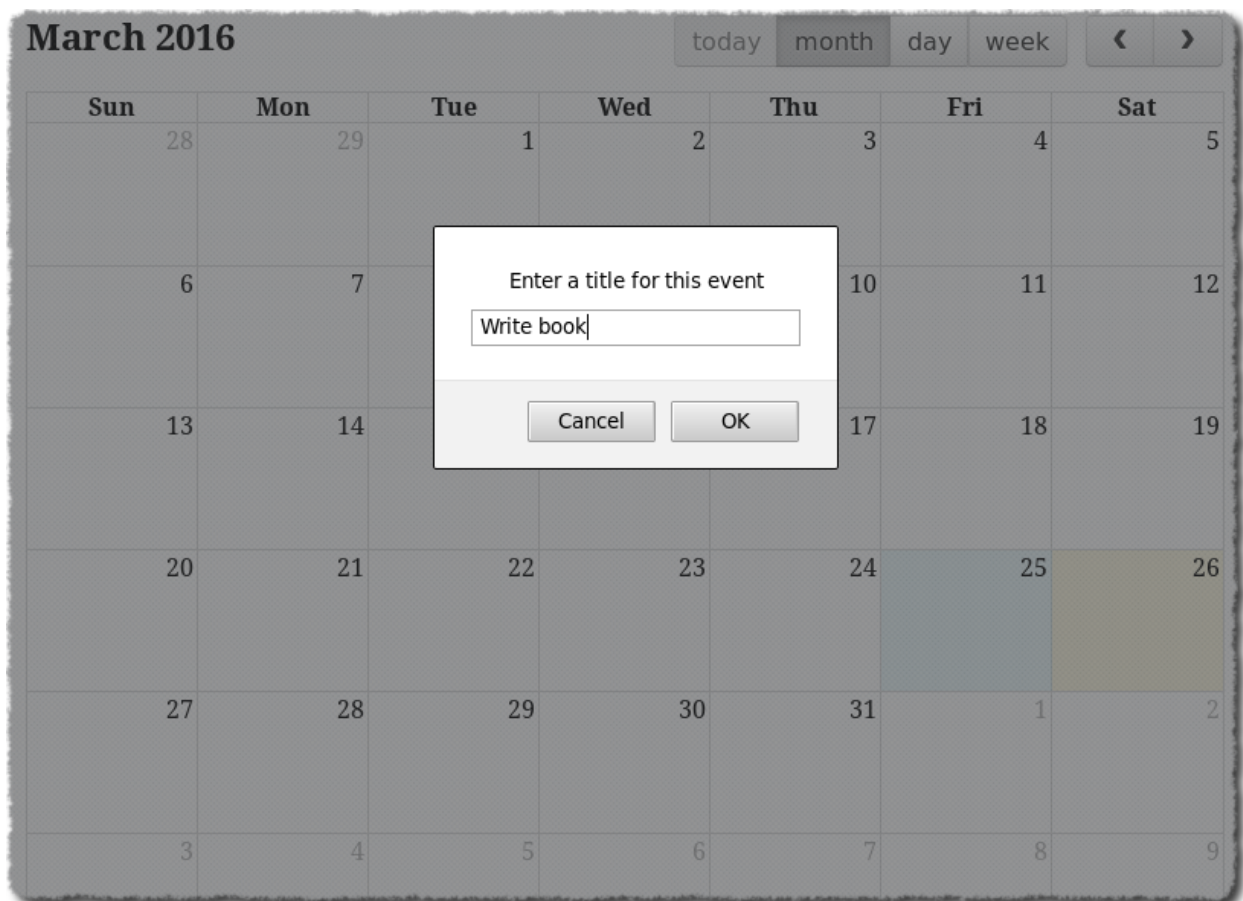 March 2016 today month day week ❮ ❯
Sun Mon Tue Wed Thu Fri Sat
28 29 1 2 3 4 5
Enter a title for this event
6 7 10 11 12
Write book
Cancel OK
13 14 17 18 19
20 21 22 23 24 25 26
27 28 29 30 31 1 2
3 4 5 6 7 8 9